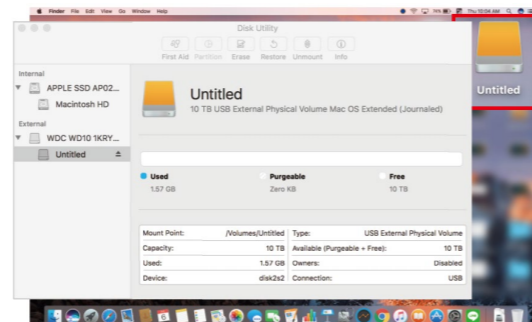 Finder File Edit View Go Window Help
Thu 10:04 AM
Disk Utility
First Aid Partition Erase Restore Unmount Info
Untitled
Internal
APPLE SSD AP02...
Macintosh HD
External
WDC WD10 1KRY...
Untitled
Untitled
10 TB USB External Physical Volume Mac OS Extended (Journaled)
Used Purgeable Free
1.57 GB Zero KB 10 TB
Mount Point: /Volumes/Untitled Type: USB External Physical Volume
Capacity: 10 TB Available (Purgeable + Free): 10 TB
Used: 1.57 GB Owners: Disabled
Device: disk2s2 Connection: USB